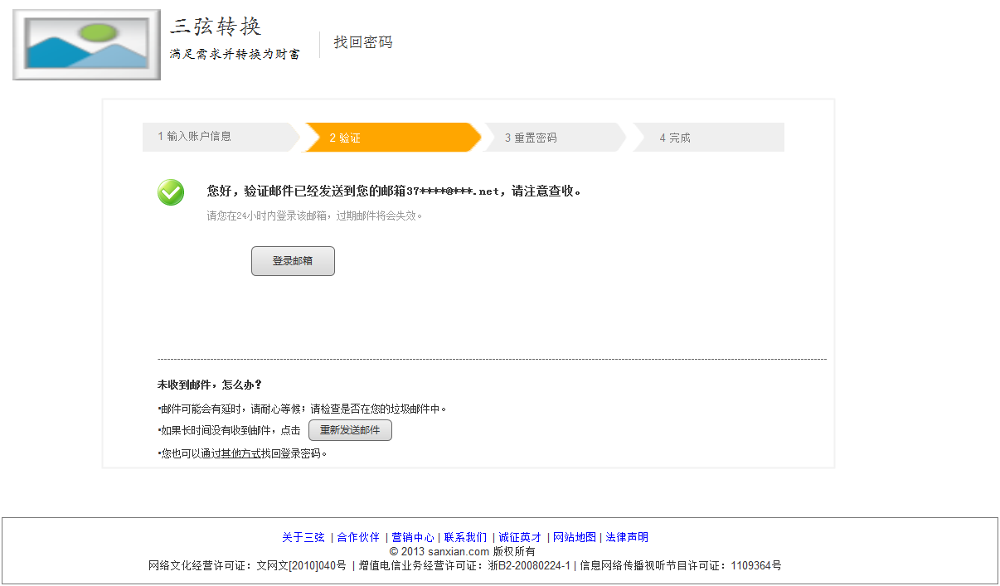 三弦转换
满足需求并转换为财富
找回密码
1 输入账户信息
2 验证
3 重置密码
4 完成
您好，验证邮件已经发送到您的邮箱37****@***.net，请注意查收。
请您在24小时内登录该邮箱，过期邮件将会失效。
登录邮箱
未收到邮件，怎么办？
·邮件可能会有延时，请耐心等候；请检查是否在您的垃圾邮件中。
·如果长时间没有收到邮件，点击 重新发送邮件
·您也可以通过其他方式找回登录密码。
关于三弦 | 合作伙伴 | 营销中心 | 联系我们 | 诚征英才 | 网站地图 | 法律声明
© 2013 sanxian.com 版权所有
网络文化经营许可证：文网文[2010]040号 | 增值电信业务经营许可证：浙B2-20080224-1 | 信息网络传播视听节目许可证：1109364号